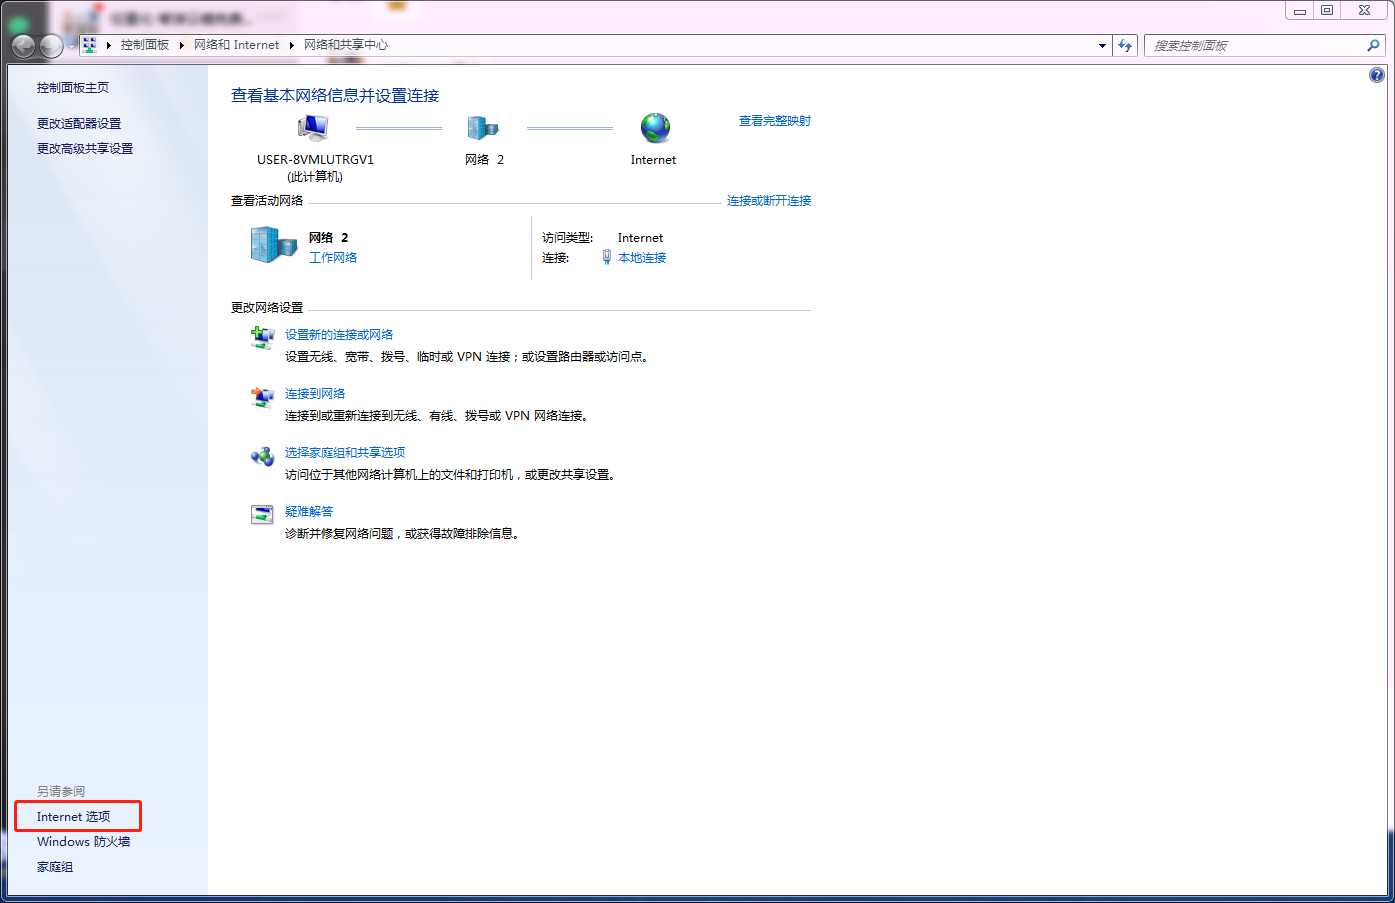 控制面板 ▸ 网络和 Internet ▸ 网络和共享中心
搜索控制面板
控制面板主页
更改适配器设置
更改高级共享设置
查看基本网络信息并设置连接
查看完整映射
USER-8VMLUTRGV1
(此计算机)
网络 2
Internet
查看活动网络
连接或断开连接
网络 2
工作网络
访问类型: Internet
连接: 本地连接
更改网络设置
设置新的连接或网络
设置无线、宽带、拨号、临时或 VPN 连接；或设置路由器或访问点。
连接到网络
连接到或重新连接到无线、有线、拨号或 VPN 网络连接。
选择家庭组和共享选项
访问位于其他网络计算机上的文件和打印机，或更改共享设置。
疑难解答
诊断并修复网络问题，或获得故障排除信息。
另请参阅
Internet 选项
Windows 防火墙
家庭组